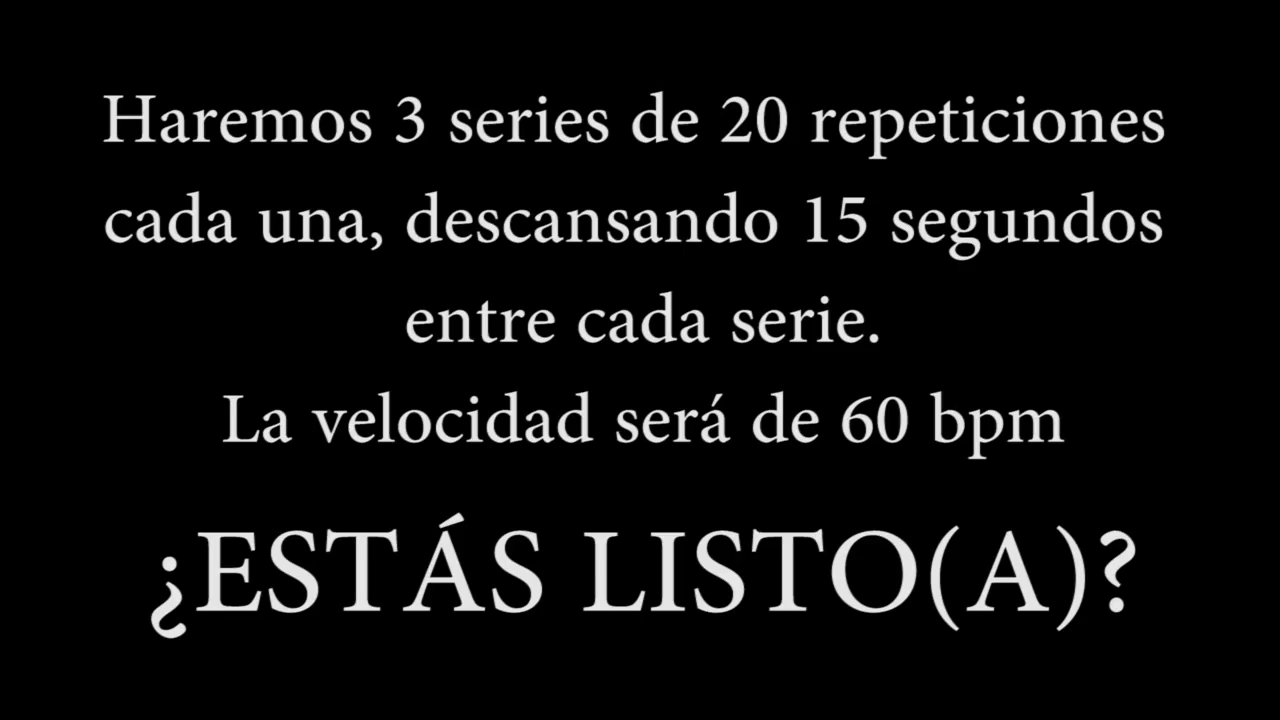 Haremos 3 series de 20 repeticiones
cada una, descansando 15 segundos
entre cada serie.
La velocidad será de 60 bpm
¿ESTÁS LISTO(A)?